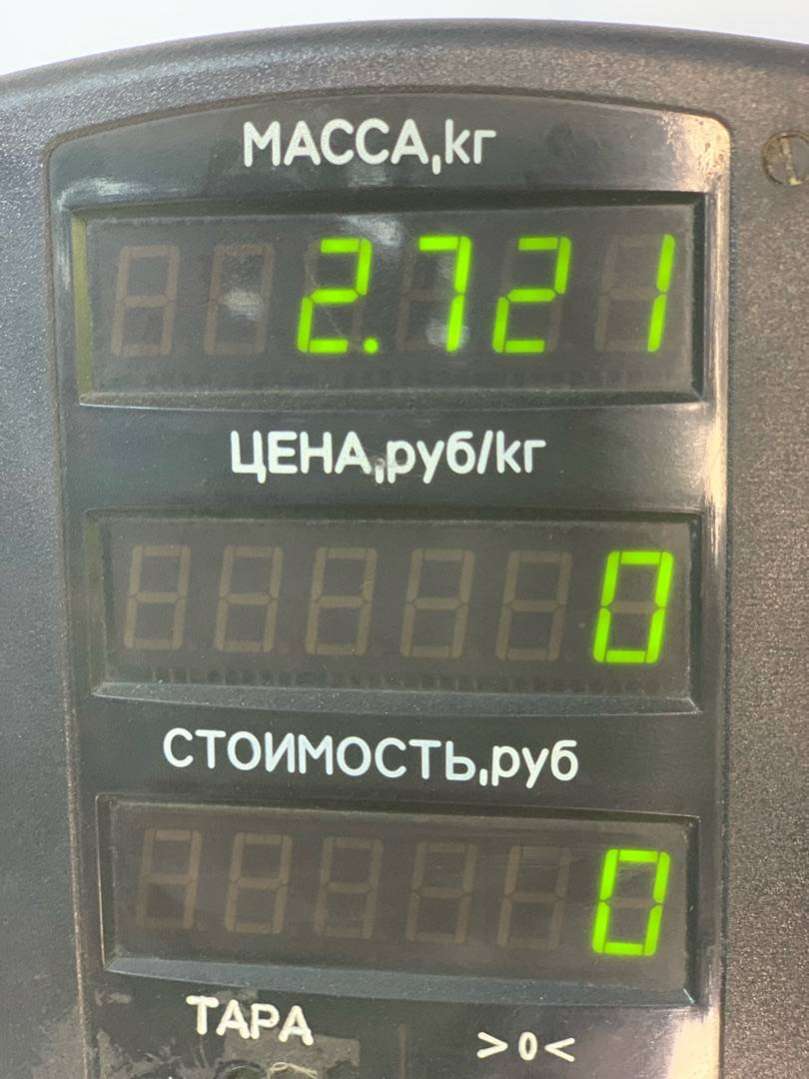 МАССА,кг
2.721
ЦЕНА,руб/кг
0
СТОИМОСТЬ,руб
0
ТАРА >0<